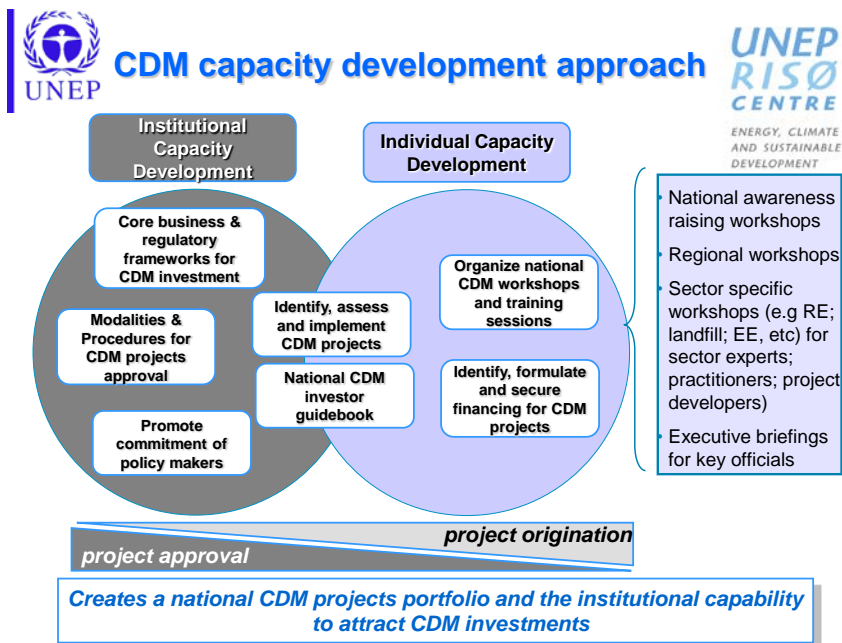 UNEP
CDM capacity development approach
UNEP
RISØ
CENTRE
ENERGY, CLIMATE
AND SUSTAINABLE
DEVELOPMENT
Institutional
Capacity
Development
Individual Capacity
Development
Core business &
regulatory
frameworks for
CDM investment
Modalities &
Procedures for
CDM projects
approval
Promote
commitment of
policy makers
Identify, assess
and implement
CDM projects
National CDM
investor
guidebook
Organize national
CDM workshops
and training
sessions
Identify, formulate
and secure
financing for CDM
projects
• National awareness
raising workshops
• Regional workshops
• Sector specific
workshops (e.g RE;
landfill; EE, etc) for
sector experts;
practitioners; project
developers)
• Executive briefings
for key officials
project origination
project approval
Creates a national CDM projects portfolio and the institutional capability
to attract CDM investments